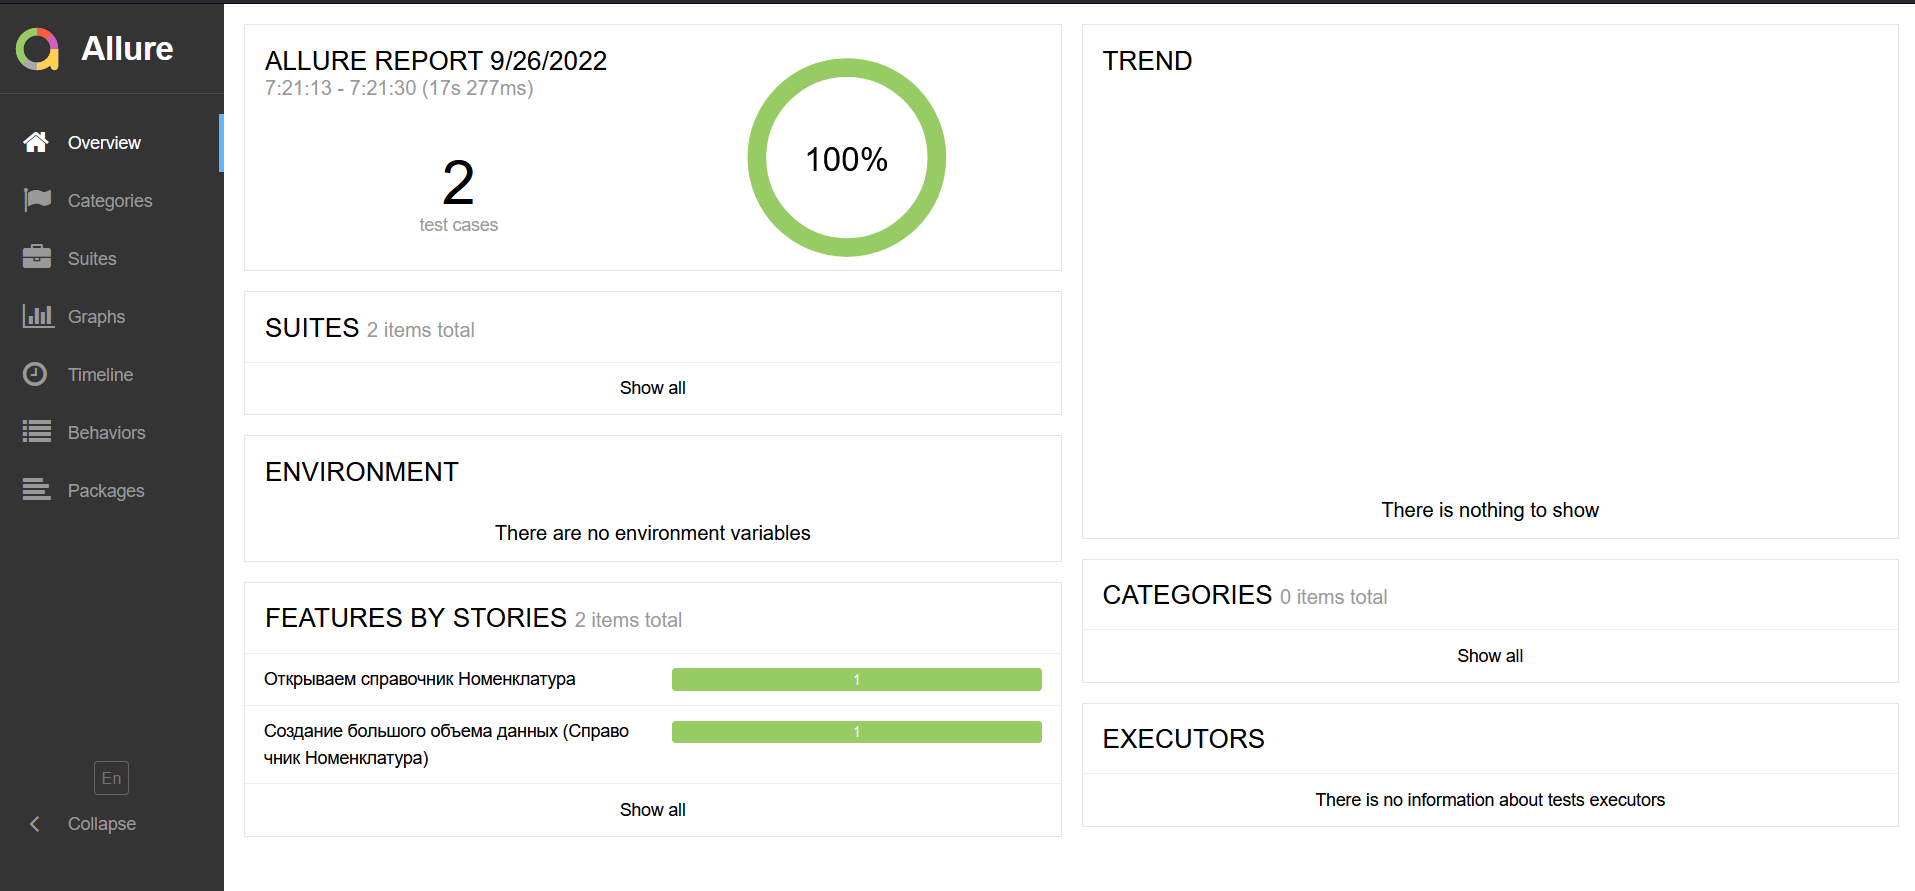 Allure
Overview
Categories
Suites
Graphs
Timeline
Behaviors
Packages
En
Collapse
ALLURE REPORT 9/26/2022
7:21:13 - 7:21:30 (17s 277ms)
2
test cases
100%
SUITES 2 items total
Show all
ENVIRONMENT
There are no environment variables
FEATURES BY STORIES 2 items total
Открываем справочник Номенклатура
1
Создание большого объема данных (Справо
чник Номенклатура)
1
Show all
TREND
There is nothing to show
CATEGORIES 0 items total
Show all
EXECUTORS
There is no information about tests executors